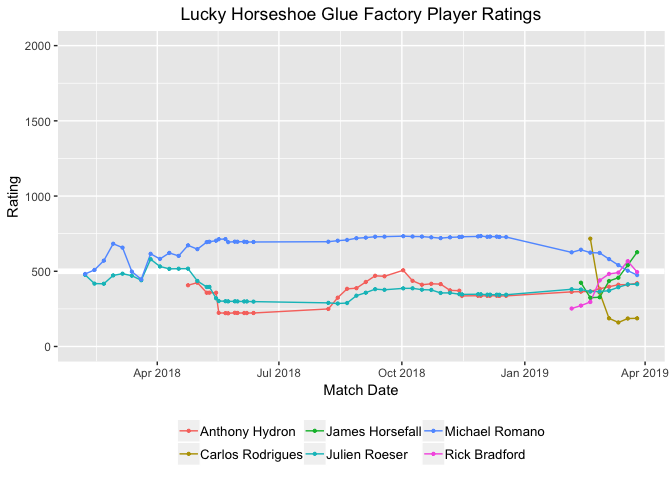 Lucky Horseshoe Glue Factory Player Ratings
2000
1500
1000
500
0
Rating
Apr 2018 Jul 2018 Oct 2018 Jan 2019 Apr 2019
Match Date
Anthony Hydron James Horsefall Michael Romano
Carlos Rodrigues Julien Roeser Rick Bradford